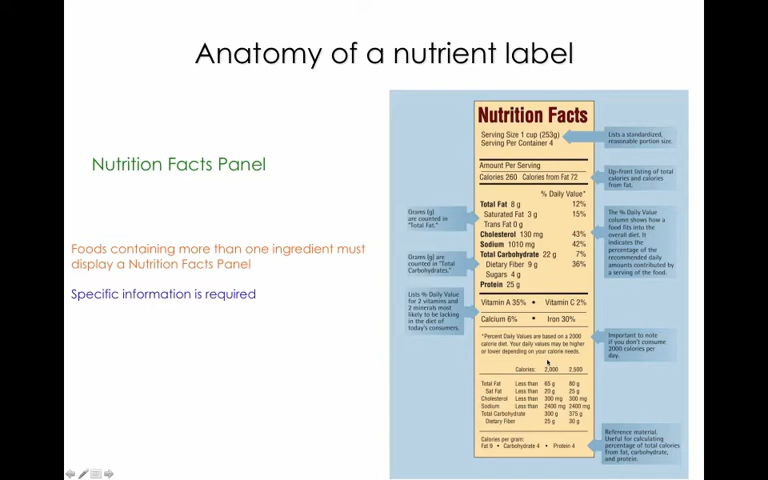 Anatomy of a nutrient label
Nutrition Facts Panel
Foods containing more than one ingredient must
display a Nutrition Facts Panel
Specific information is required
Nutrition Facts
Serving Size 1 cup (253g)
Serving Per Container 4
Amount Per Serving
Calories 260 Calories from Fat 72
% Daily Value*
Total Fat 8 g 12%
Saturated Fat 3 g 15%
Trans Fat 0 g
Cholesterol 130 mg 43%
Sodium 1010 mg 42%
Total Carbohydrate 22 g 7%
Dietary Fiber 9 g 36%
Sugars 4 g
Protein 25 g
Vitamin A 35% • Vitamin C 2%
Calcium 6% • Iron 30%
*Percent Daily Values are based on a 2000
calorie diet. Your daily values may be higher
or lower depending on your calorie needs.
Calories: 2,000 2,500
Total Fat Less than 65 g 80 g
Sat Fat Less than 20 g 25 g
Cholesterol Less than 300 mg 300 mg
Sodium Less than 2400 mg 2400 mg
Total Carbohydrate 300 g 375 g
Dietary Fiber 25 g 30 g
Calories per gram:
Fat 9 • Carbohydrate 4 • Protein 4
Grams (g)
are counted in
"Total Fat."
Grams (g) are
counted in "Total
Carbohydrates."
Lists % Daily Value
for 2 vitamins and
2 minerals most
likely to be lacking
in the diet of
today's consumers.
Lists a standardized,
reasonable portion size.
Up-front listing of total
calories and calories
from fat.
The % Daily Value
column shows how a
food fits into the
overall diet. It
indicates the
percentage of the
recommended daily
amounts contributed by
a serving of the food.
Important to note
if you don't consume
2000 calories per
day.
Reference material.
Useful for calculating
percentage of total calories
from fat, carbohydrate,
and protein.